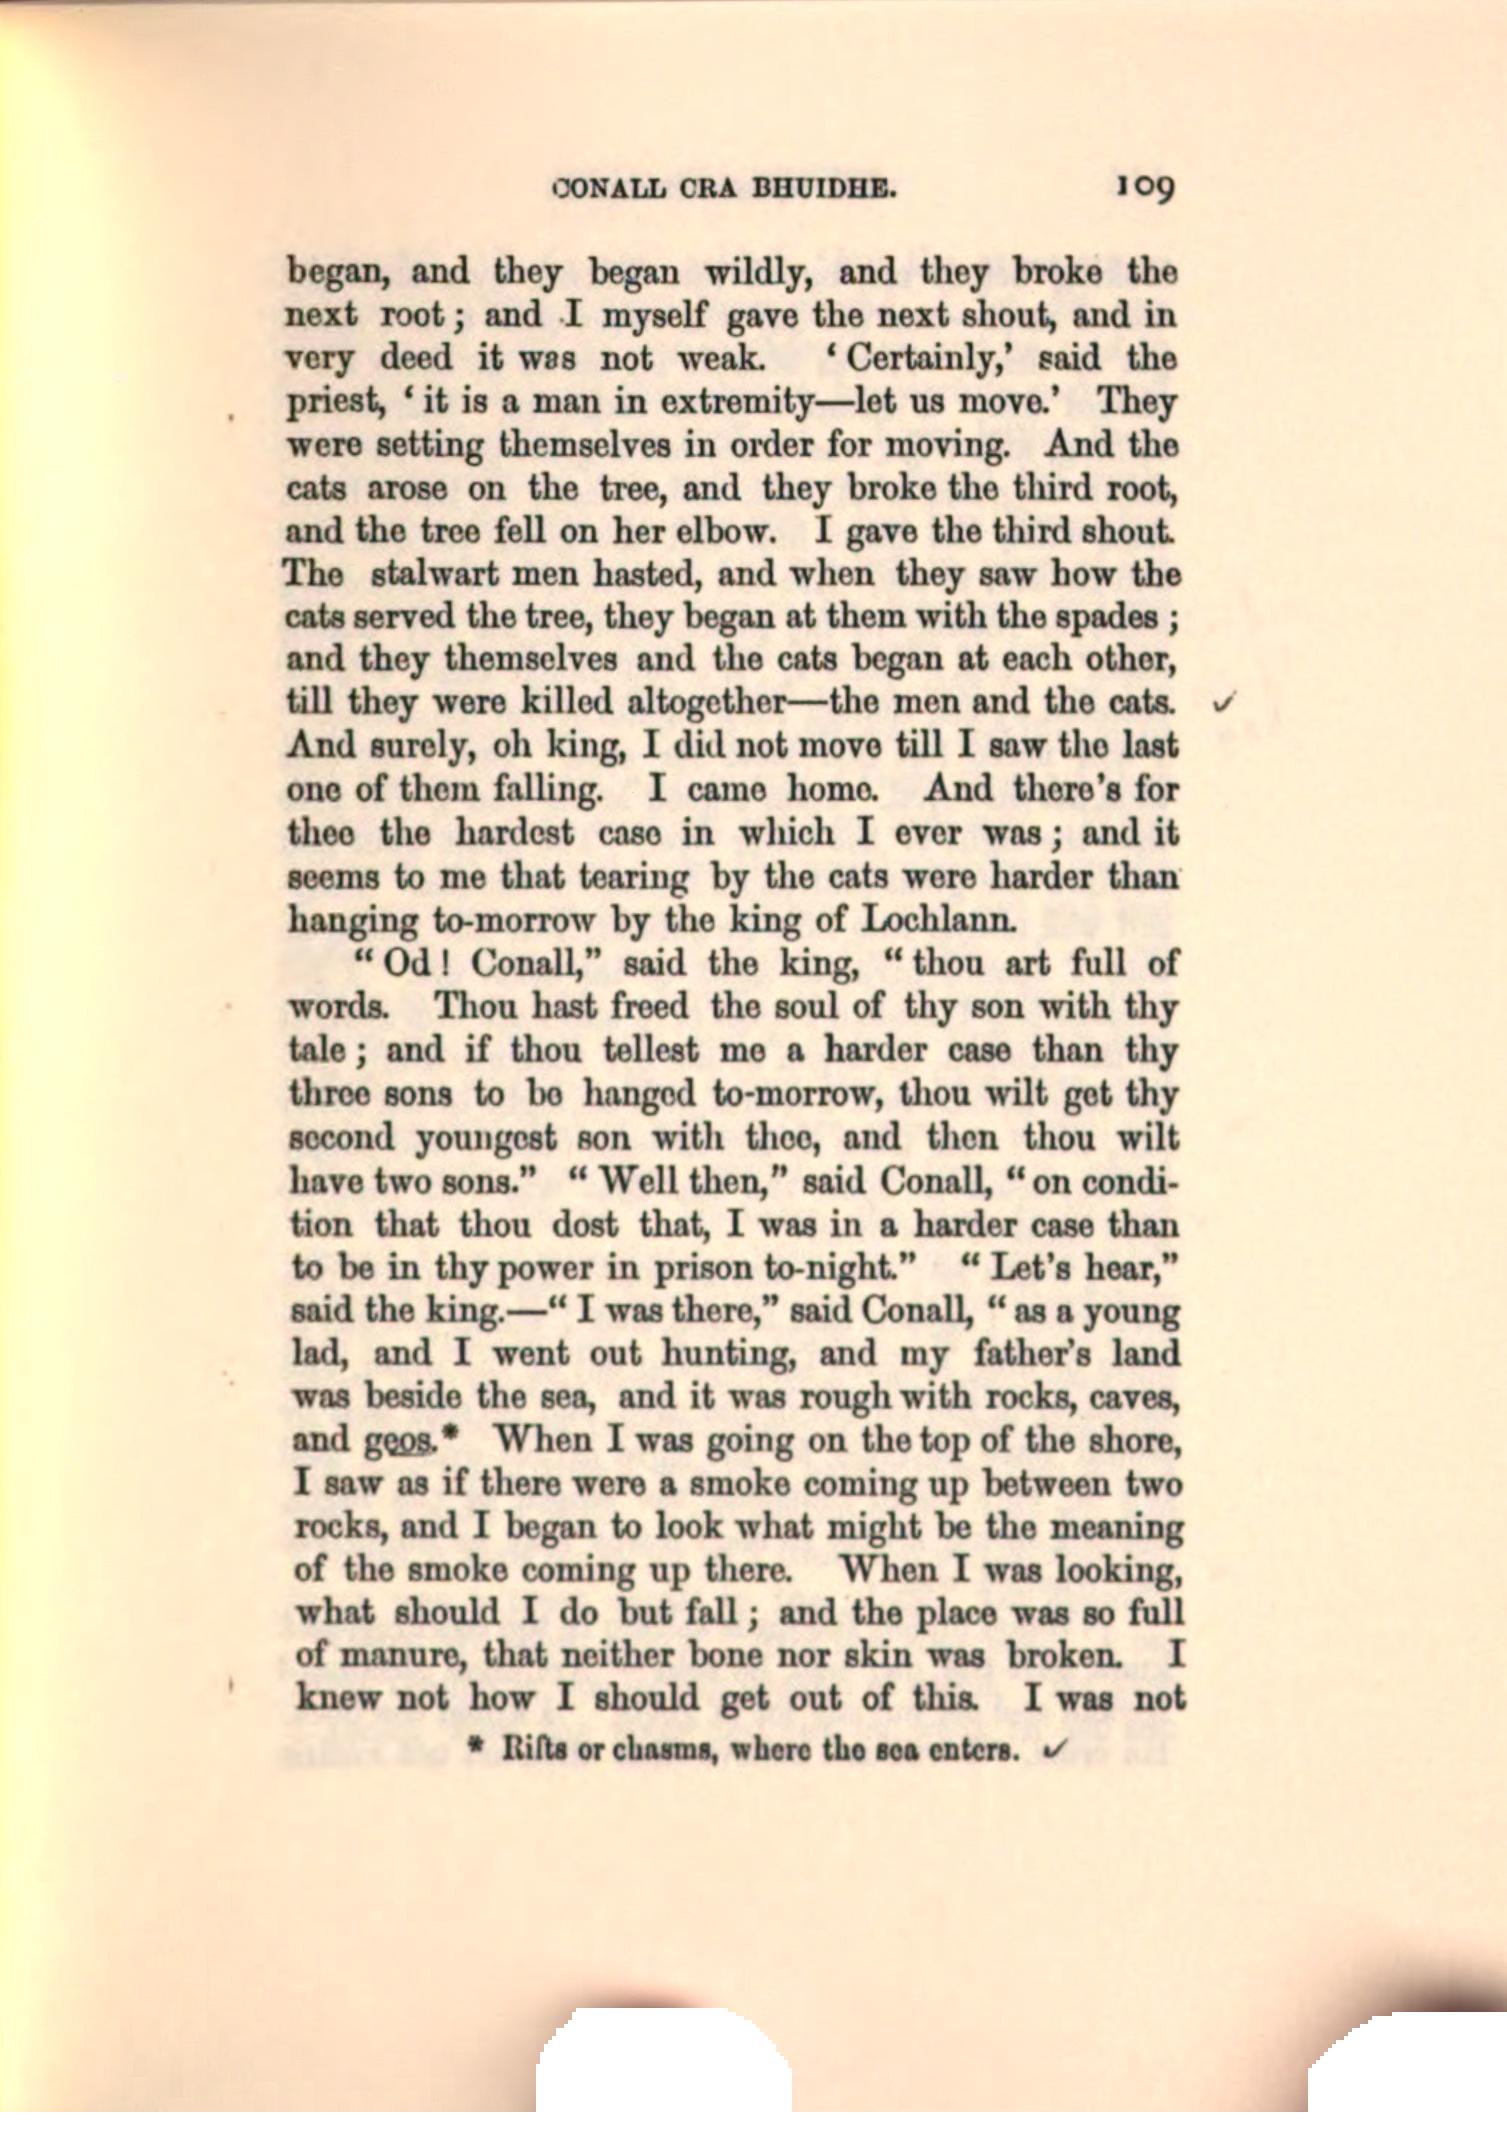 CONALL CRA BHUIDHE. 109
began, and they began wildly, and they broke the
next root; and I myself gave the next shout, and in
very deed it was not weak. ‘Certainly,’ said the
priest, ‘it is a man in extremity—let us move.’ They
were setting themselves in order for moving. And the
cats arose on the tree, and they broke the third root,
and the tree fell on her elbow. I gave the third shout.
The stalwart men hasted, and when they saw how the
cats served the tree, they began at them with the spades;
and they themselves and the cats began at each other,
till they were killed altogether—the men and the cats.
And surely, oh king, I did not move till I saw the last
one of them falling. I came home. And there's for
thee the hardest case in which I ever was; and it
seems to me that tearing by the cats were harder than
hanging to-morrow by the king of Lochlann.
“Od! Conall,” said the king, “thou art full of
words. Thou hast freed the soul of thy son with thy
tale; and if thou tellest me a harder case than thy
three sons to be hanged to-morrow, thou wilt get thy
second youngest son with thee, and then thou wilt
have two sons.” “Well then,” said Conall, “on condi-
tion that thou dost that, I was in a harder case than
to be in thy power in prison to-night.” “Let's hear,”
said the king.—“I was there,” said Conall, “as a young
lad, and I went out hunting, and my father's land
was beside the sea, and it was rough with rocks, caves,
and geos.* When I was going on the top of the shore,
I saw as if there were a smoke coming up between two
rocks, and I began to look what might be the meaning
of the smoke coming up there. When I was looking,
what should I do but fall; and the place was so full
of manure, that neither bone nor skin was broken. I
knew not how I should get out of this. I was not
* Rifts or chasms, where the sea enters. ✓